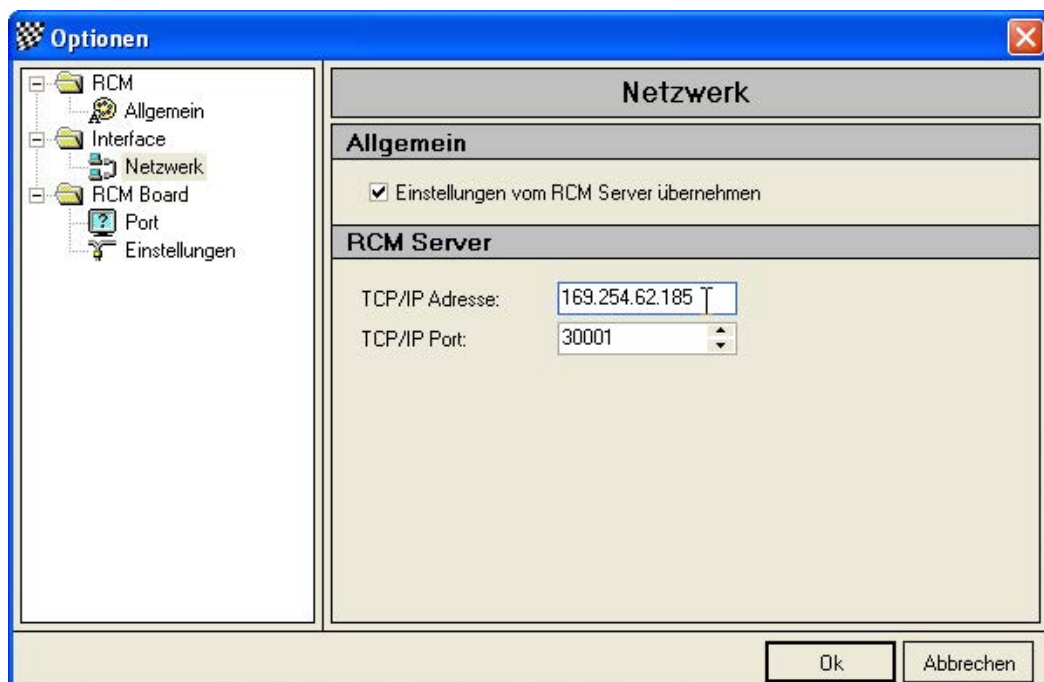 Optionen
RCM
Allgemein
Interface
Netzwerk
RCM Board
Port
Einstellungen
Netzwerk
Allgemein
Einstellungen vom RCM Server übernehmen
RCM Server
TCP/IP Adresse: 169.254.62.185
TCP/IP Port: 30001
Ok Abbrechen